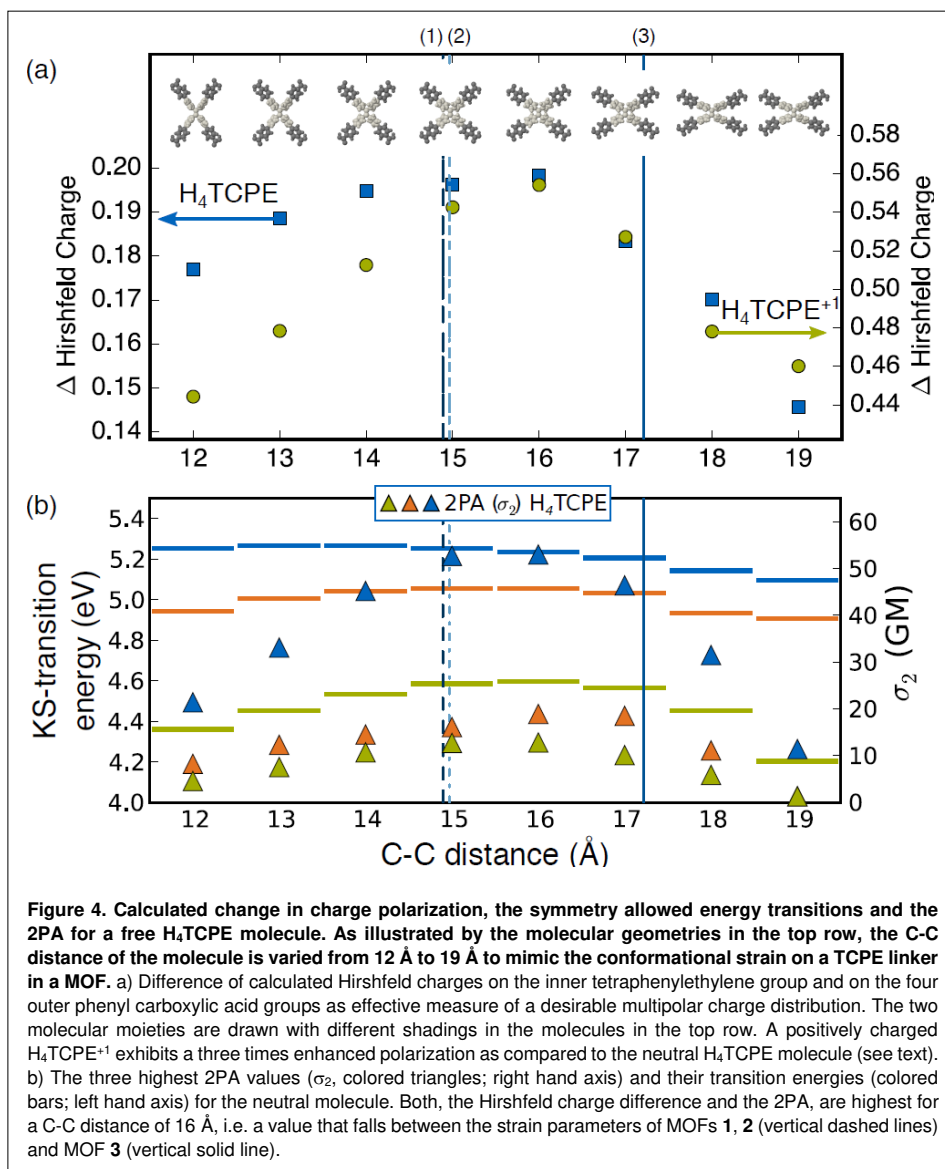 (1) (2) (3)
(a)
0.20
0.19
0.18
0.17
0.16
0.15
0.14
Δ Hirshfeld Charge
H₄TCPE
H₄TCPE⁺¹
0.58
0.56
0.54
0.52
0.50
0.48
0.46
0.44
Δ Hirshfeld Charge
12 13 14 15 16 17 18 19
(b)
2PA (σ₂) H₄TCPE
5.4
5.2
5.0
4.8
4.6
4.4
4.2
4.0
KS-transition
energy (eV)
60
50
40
30
20
10
0
σ₂ (GM)
12 13 14 15 16 17 18 19
C-C distance (Å)
Figure 4. Calculated change in charge polarization, the symmetry allowed energy transitions and the
2PA for a free H₄TCPE molecule. As illustrated by the molecular geometries in the top row, the C-C
distance of the molecule is varied from 12 Å to 19 Å to mimic the conformational strain on a TCPE linker
in a MOF. a) Difference of calculated Hirshfeld charges on the inner tetraphenylethylene group and on the four
outer phenyl carboxylic acid groups as effective measure of a desirable multipolar charge distribution. The two
molecular moieties are drawn with different shadings in the molecules in the top row. A positively charged
H₄TCPE⁺¹ exhibits a three times enhanced polarization as compared to the neutral H₄TCPE molecule (see text).
b) The three highest 2PA values (σ₂, colored triangles; right hand axis) and their transition energies (colored
bars; left hand axis) for the neutral molecule. Both, the Hirshfeld charge difference and the 2PA, are highest for
a C-C distance of 16 Å, i.e. a value that falls between the strain parameters of MOFs 1, 2 (vertical dashed lines)
and MOF 3 (vertical solid line).